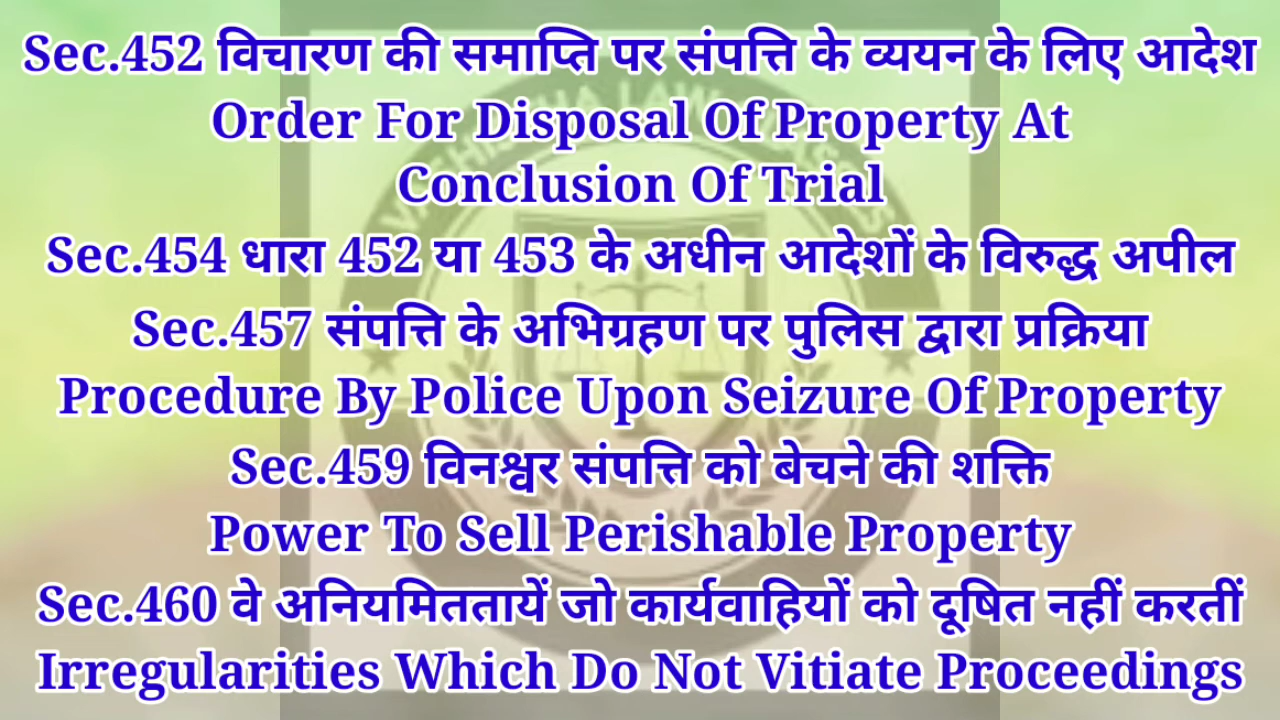 Sec.452 विचारण की समाप्ति पर संपत्ति के व्ययन के लिए आदेश
Order For Disposal Of Property At
Conclusion Of Trial
Sec.454 धारा 452 या 453 के अधीन आदेशों के विरुद्ध अपील
Sec.457 संपत्ति के अभिग्रहण पर पुलिस द्वारा प्रक्रिया
Procedure By Police Upon Seizure Of Property
Sec.459 विनश्वर संपत्ति को बेचने की शक्ति
Power To Sell Perishable Property
Sec.460 वे अनियमिततायें जो कार्यवाहियों को दूषित नहीं करतीं
Irregularities Which Do Not Vitiate Proceedings